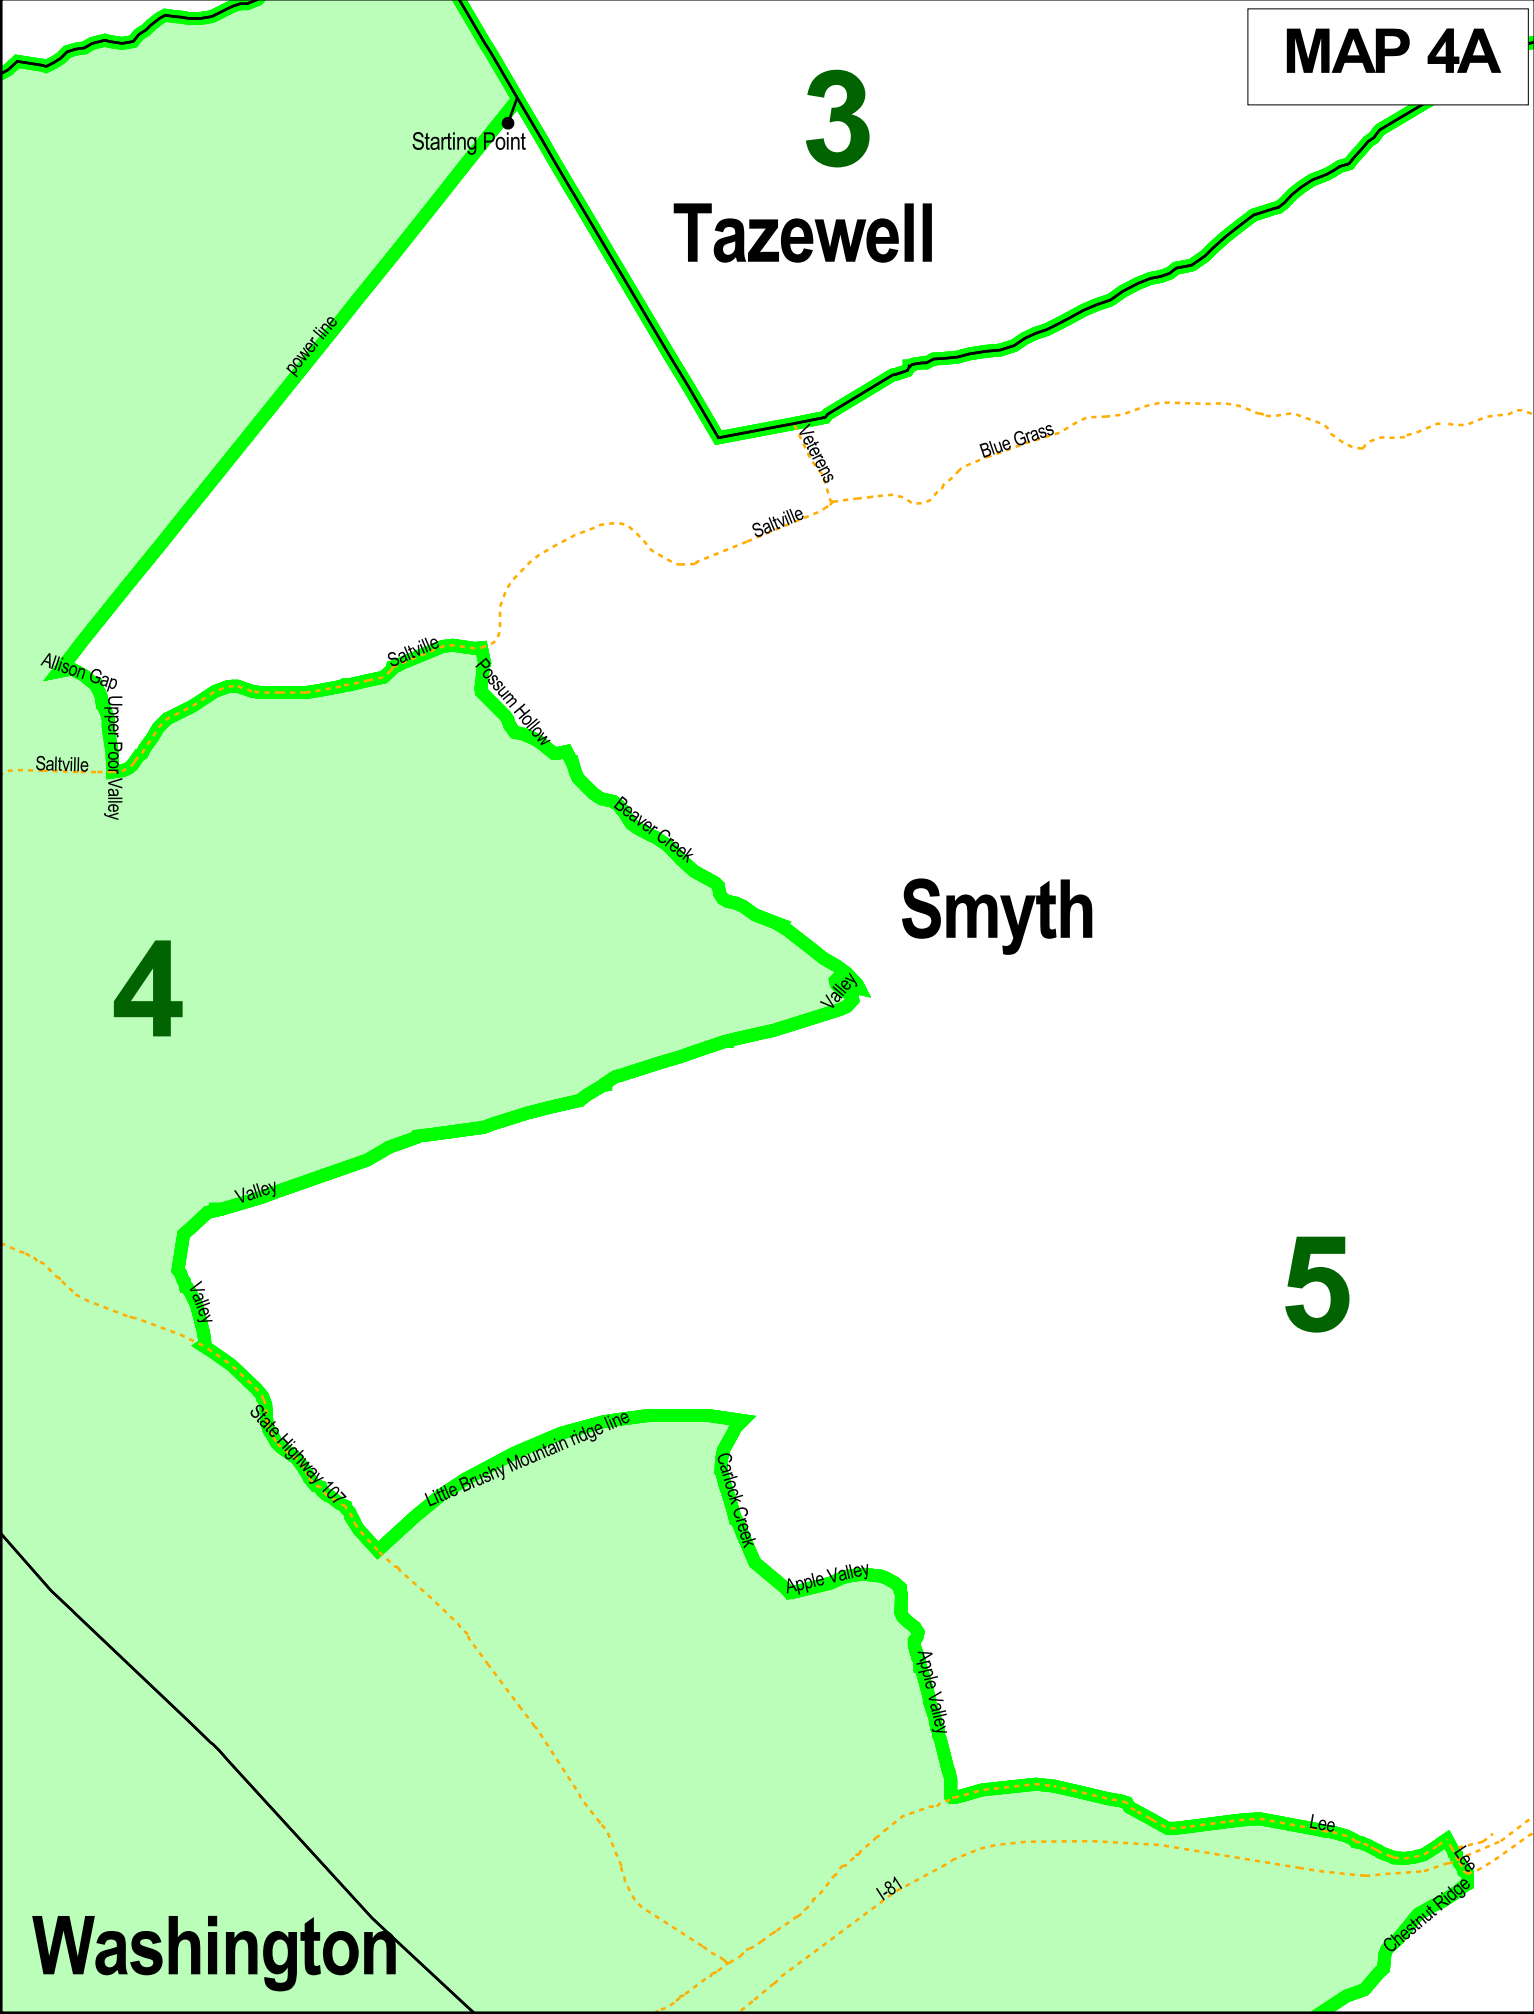 MAP 4A
3
Starting Point
Tazewell
power line
Veterens
Blue Grass
Saltville
Saltville
Allison Gap
Possum Hollow
Upper Poor Valley
Saltville
Beaver Creek
Smyth
4
Valley
Valley
5
Valley
State Highway 107
Little Brushy Mountain ridge line
Carlock Creek
Apple Valley
Apple Valley
Lee
Lee
I-81
Chestnut Ridge
Washington